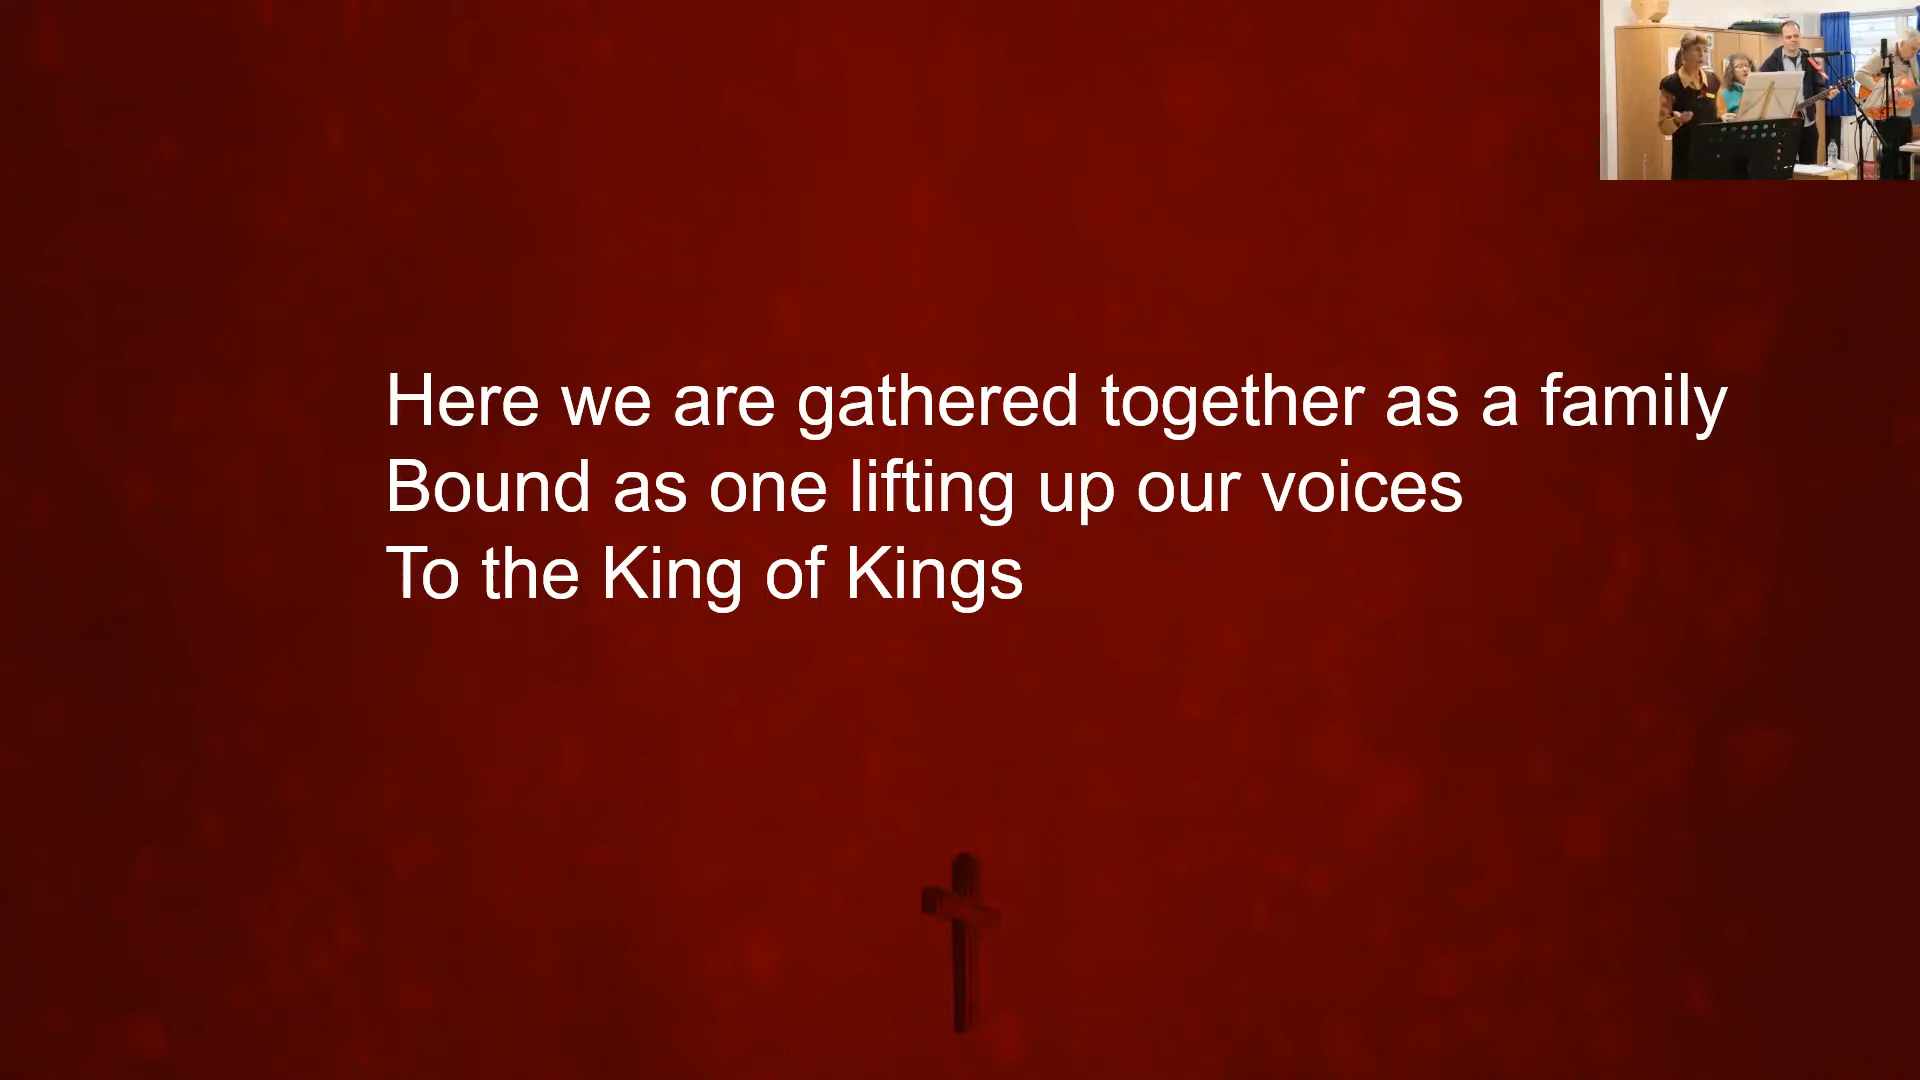 Here we are gathered together as a family
Bound as one lifting up our voices
To the King of Kings